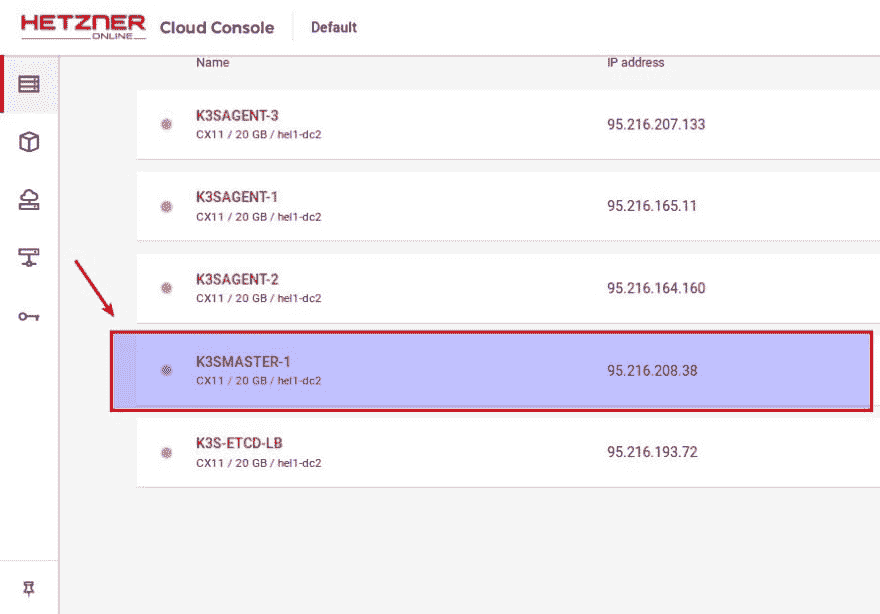 HETZNER
ONLINE
Cloud Console
Default
Name IP address
K3SAGENT-3
CX11 / 20 GB / hel1-dc2
95.216.207.133
K3SAGENT-1
CX11 / 20 GB / hel1-dc2
95.216.165.11
K3SAGENT-2
CX11 / 20 GB / hel1-dc2
95.216.164.160
K3SMASTER-1
CX11 / 20 GB / hel1-dc2
95.216.208.38
K3S-ETCD-LB
CX11 / 20 GB / hel1-dc2
95.216.193.72